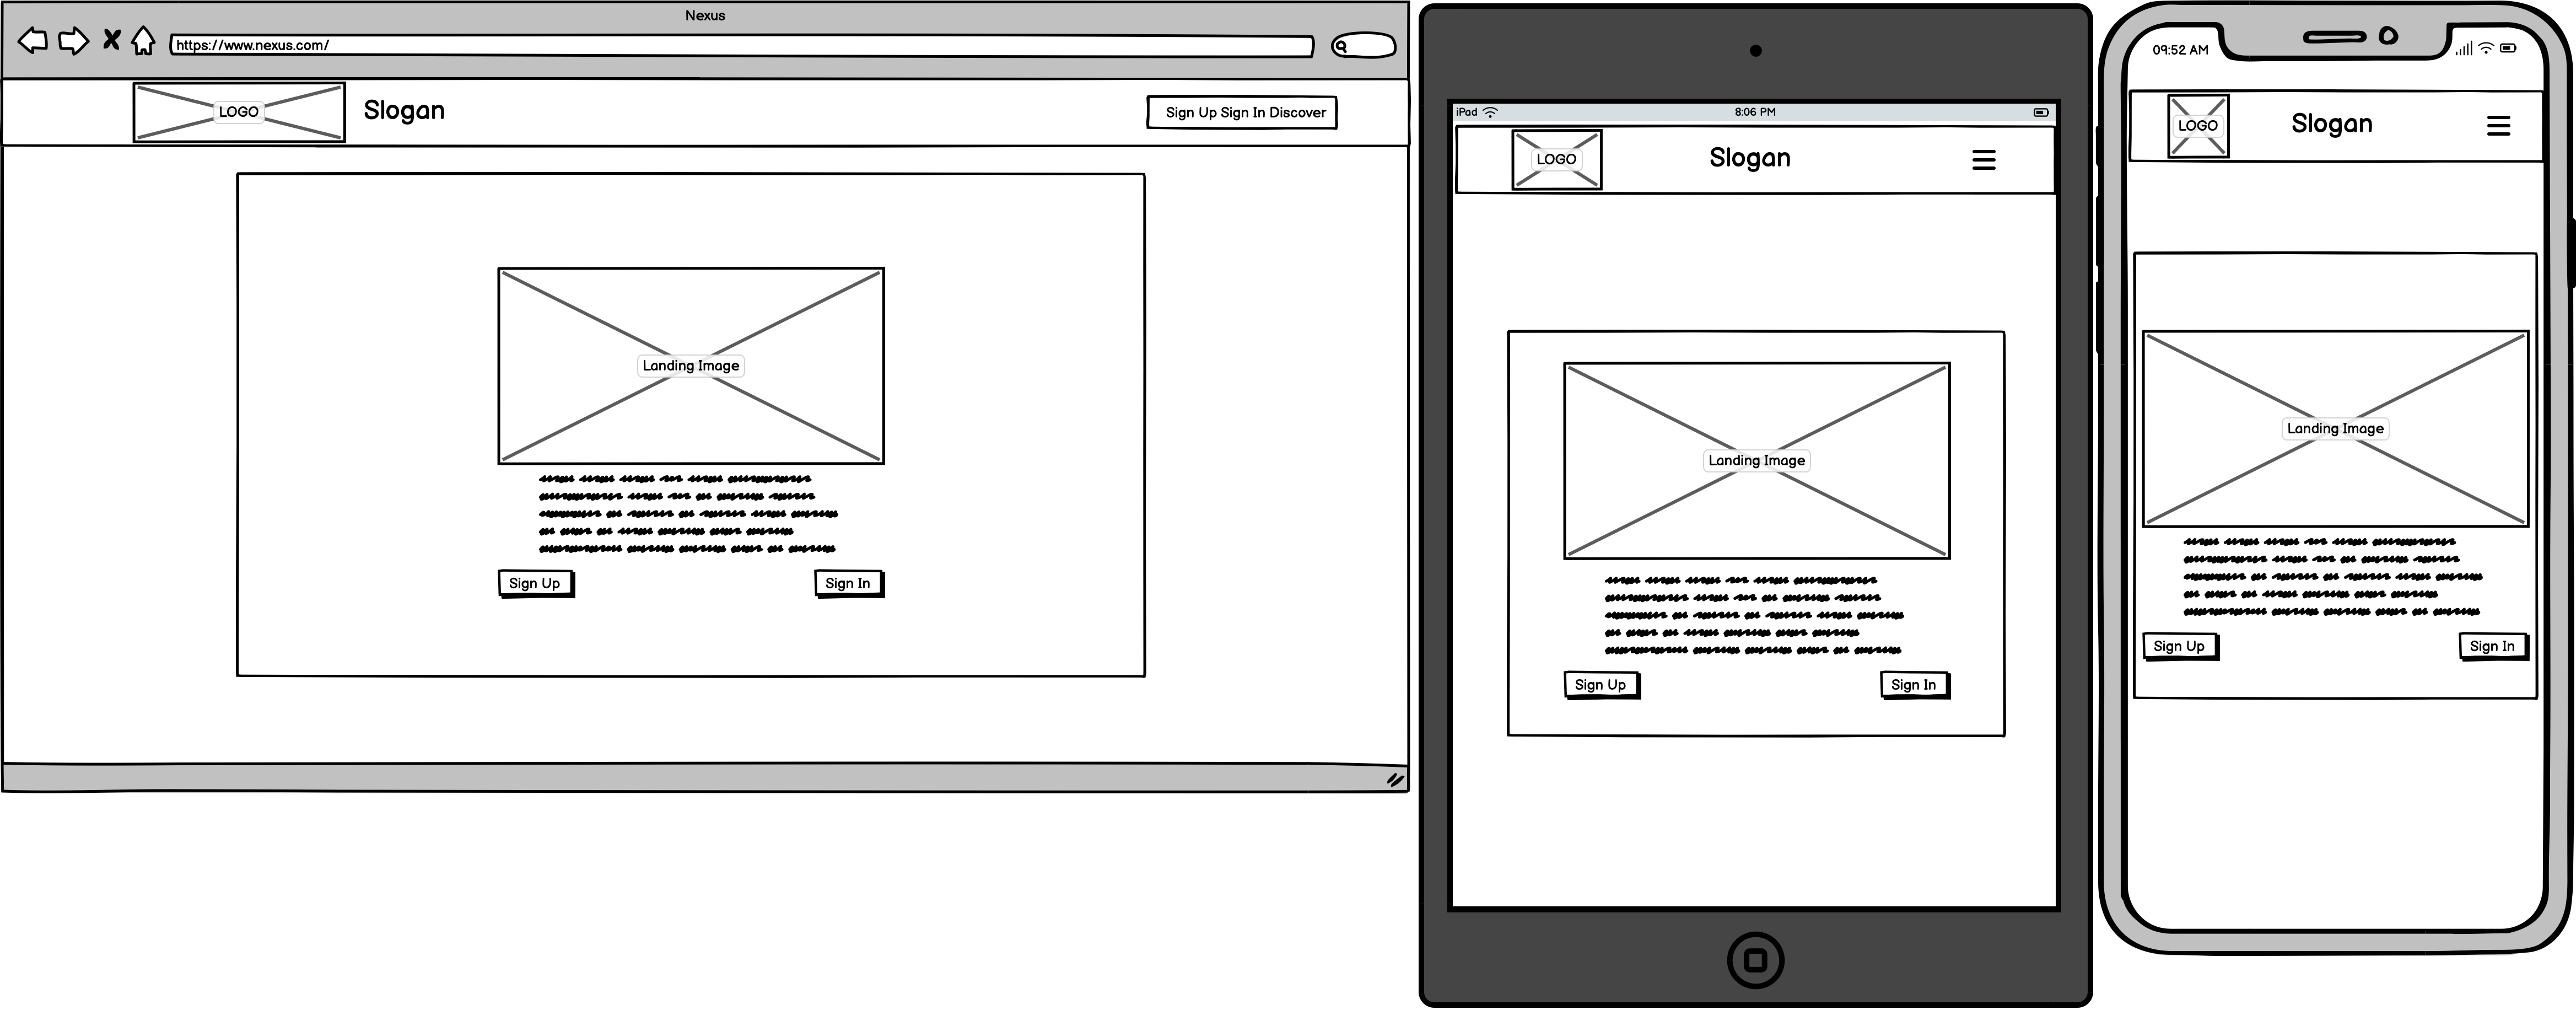 Nexus
https://www.nexus.com/
LOGO
Slogan
Sign Up Sign In Discover
Landing Image
Sign Up
Sign In
iPad
8:06 PM
LOGO
Slogan
Landing Image
Sign Up
Sign In
09:52 AM
LOGO
Slogan
Landing Image
Sign Up
Sign In